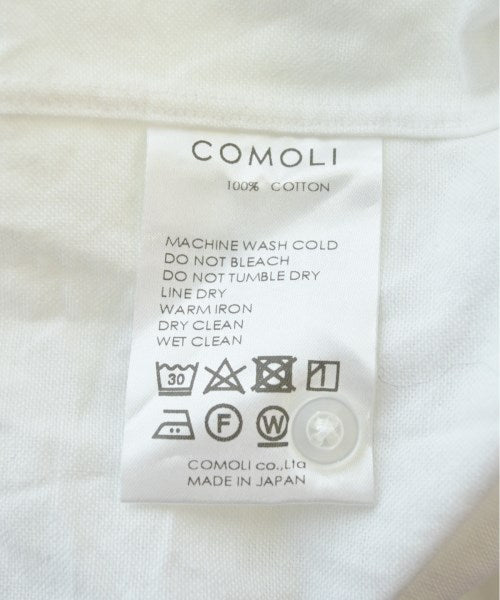 COMOLI
100% COTTON
MACHINE WASH COLD
DO NOT BLEACH
DO NOT TUMBLE DRY
LINE DRY
WARM IRON
DRY CLEAN
WET CLEAN
30
F W
COMOLI co.,Lta
MADE IN JAPAN